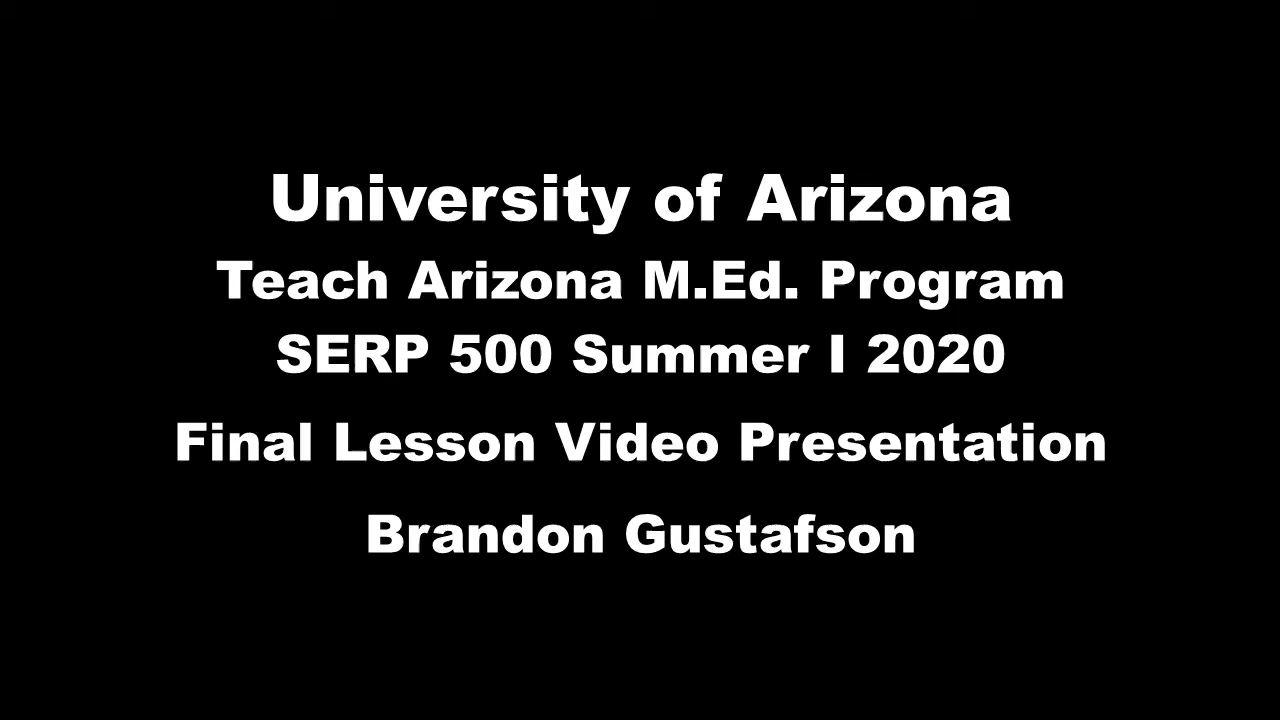 University of Arizona
Teach Arizona M.Ed. Program
SERP 500 Summer I 2020
Final Lesson Video Presentation
Brandon Gustafson